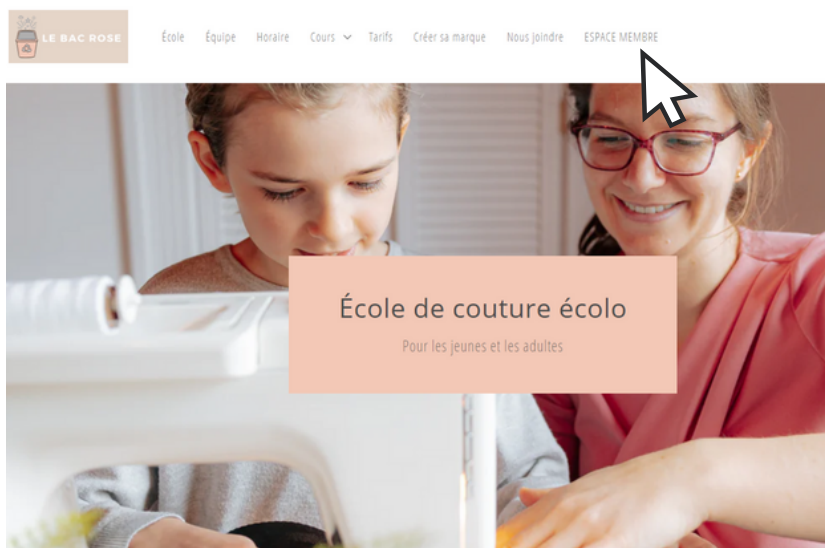 LE BAC ROSE
École Équipe Horaire Cours Tarifs Créer sa marque Nous joindre ESPACE MEMBRE
École de couture écolo
Pour les jeunes et les adultes